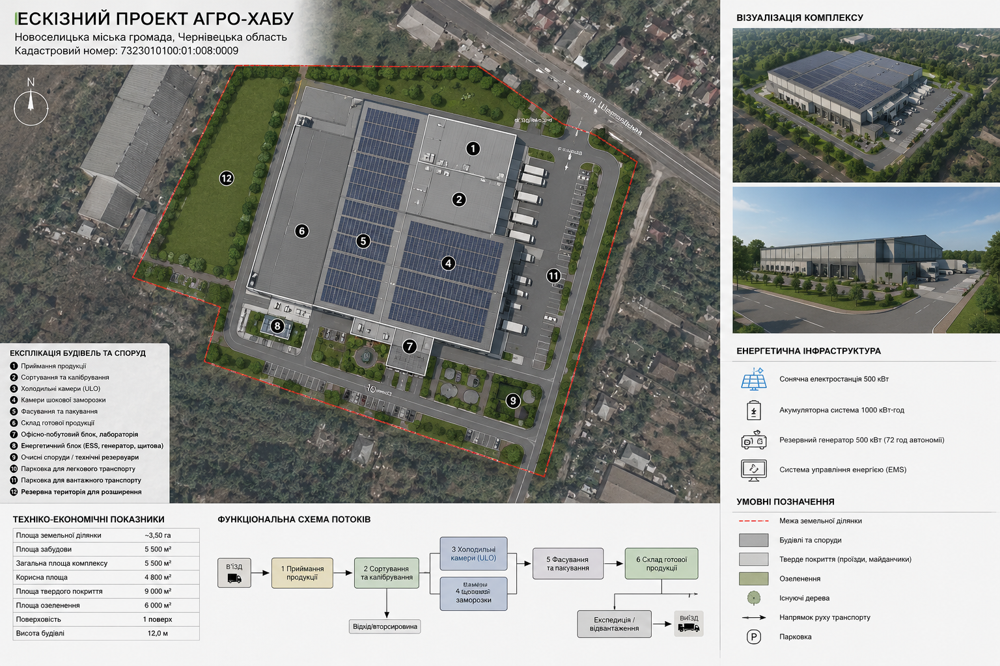 ЕСКІЗНИЙ ПРОЕКТ АГРО-ХАБУ
Новоселицька міська громада, Чернівецька область
Кадастровий номер: 7323010100:01:008:0009
N
1
2
4
5
6
7
8
9
10
11
12
ЕКСПЛІКАЦІЯ БУДІВЕЛЬ ТА СПОРУД
1 Приймання продукції
2 Сортування та калібрування
3 Холодильні камери (ULO)
4 Камери шокової заморозки
5 Фасування та пакування
6 Склад готової продукції
7 Офісно-побутовий блок, лабораторія
8 Енергетичний блок (ESS, генератор, щитова)
9 Очисні споруди / технічні резервуари
10 Парковка для легкового транспорту
11 Парковка для вантажного транспорту
12 Резервна територія для розширення
ТЕХНІКО-ЕКОНОМІЧНІ ПОКАЗНИКИ
Площа земельної ділянки ~3,50 га
Площа забудови 5 500 м²
Загальна площа комплексу 5 500 м²
Корисна площа 4 800 м²
Площа твердого покриття 9 000 м²
Площа озеленення 6 000 м²
Поверховість 1 поверх
Висота будівлі 12,0 м
ФУНКЦІОНАЛЬНА СХЕМА ПОТОКІВ
В'ЇЗД
1 Приймання
продукції
2 Сортування
та калібрування
Відхід/вторсировина
3 Холодильні
камери (ULO)
4
заморозки
5 Фасування
та пакування
6 Склад готової
продукції
Експедиція /
відвантаження
ВИЇЗД
ВІЗУАЛІЗАЦІЯ КОМПЛЕКСУ
ЕНЕРГЕТИЧНА ІНФРАСТРУКТУРА
Сонячна електростанція 500 кВт
Акумуляторна система 1000 кВт·год
Резервний генератор 500 кВт (72 год автономії)
Система управління енергією (EMS)
УМОВНІ ПОЗНАЧЕННЯ
Межа земельної ділянки
Будівлі та споруди
Тверде покриття (проїзди, майданчики)
Озеленення
Існуючі дерева
Напрямок руху транспорту
P Парковка